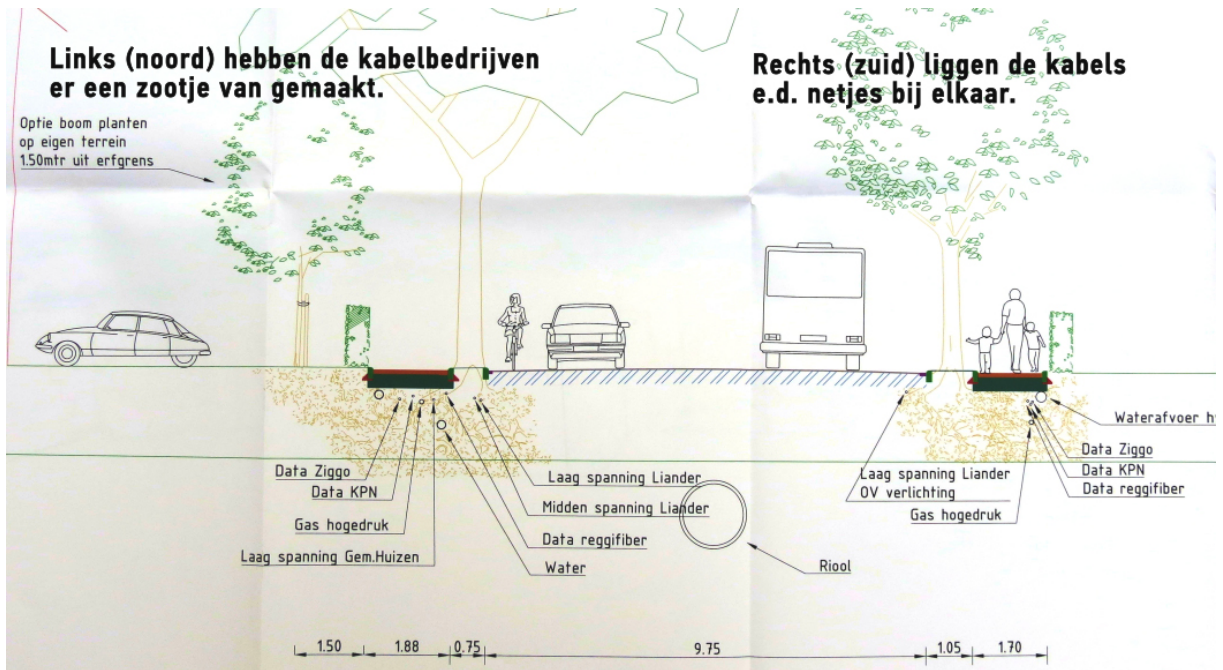 Links (noord) hebben de kabelbedrijven
er een zootje van gemaakt.
Rechts (zuid) liggen de kabels
e.d. netjes bij elkaar.
Optie boom planten
op eigen terrein
1.50mtr uit erfgrens
Data Ziggo
Data KPN
Gas hogedruk
Laag spanning Gem.Huizen
Laag spanning Liander
Midden spanning Liander
Data reggifiber
Water
Riool
Laag spanning Liander
OV verlichting
Gas hogedruk
Waterafvoer h
Data Ziggo
Data KPN
Data reggifiber
1.50
1.88
0.75
9.75
1.05
1.70